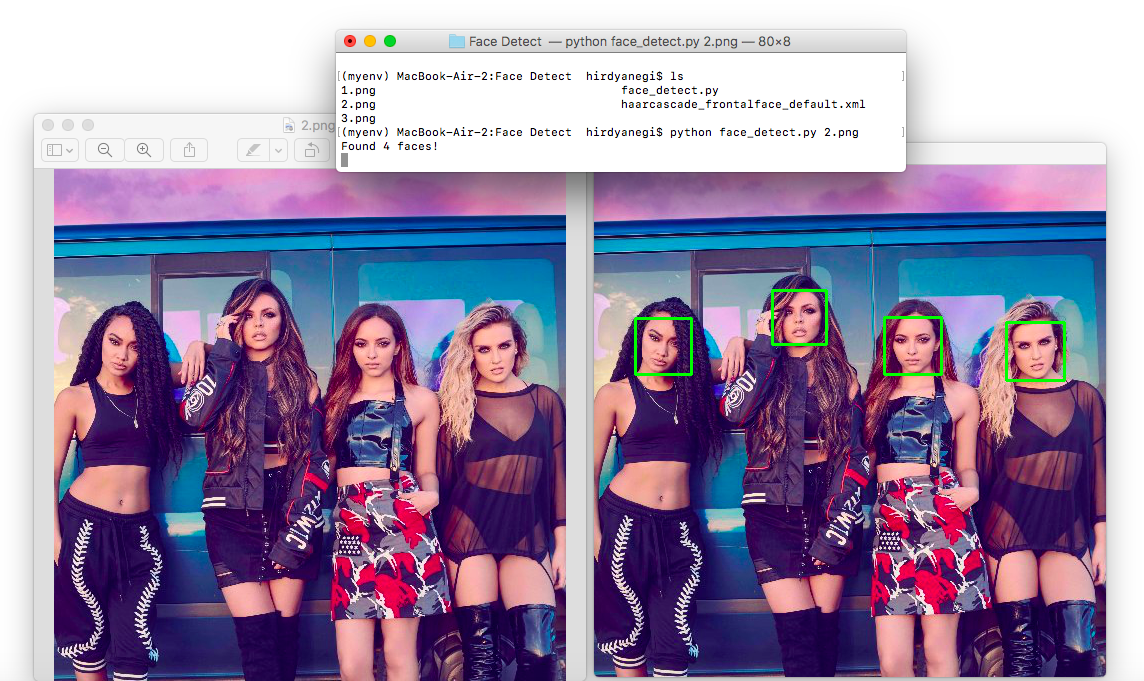 Face Detect — python face_detect.py 2.png — 80×8
[(myenv) MacBook-Air-2:Face Detect  hirdyanegi$ ls ]
1.png face_detect.py
2.png haarcascade_frontalface_default.xml
3.png
[(myenv) MacBook-Air-2:Face Detect  hirdyanegi$ python face_detect.py 2.png ]
Found 4 faces!
2.png